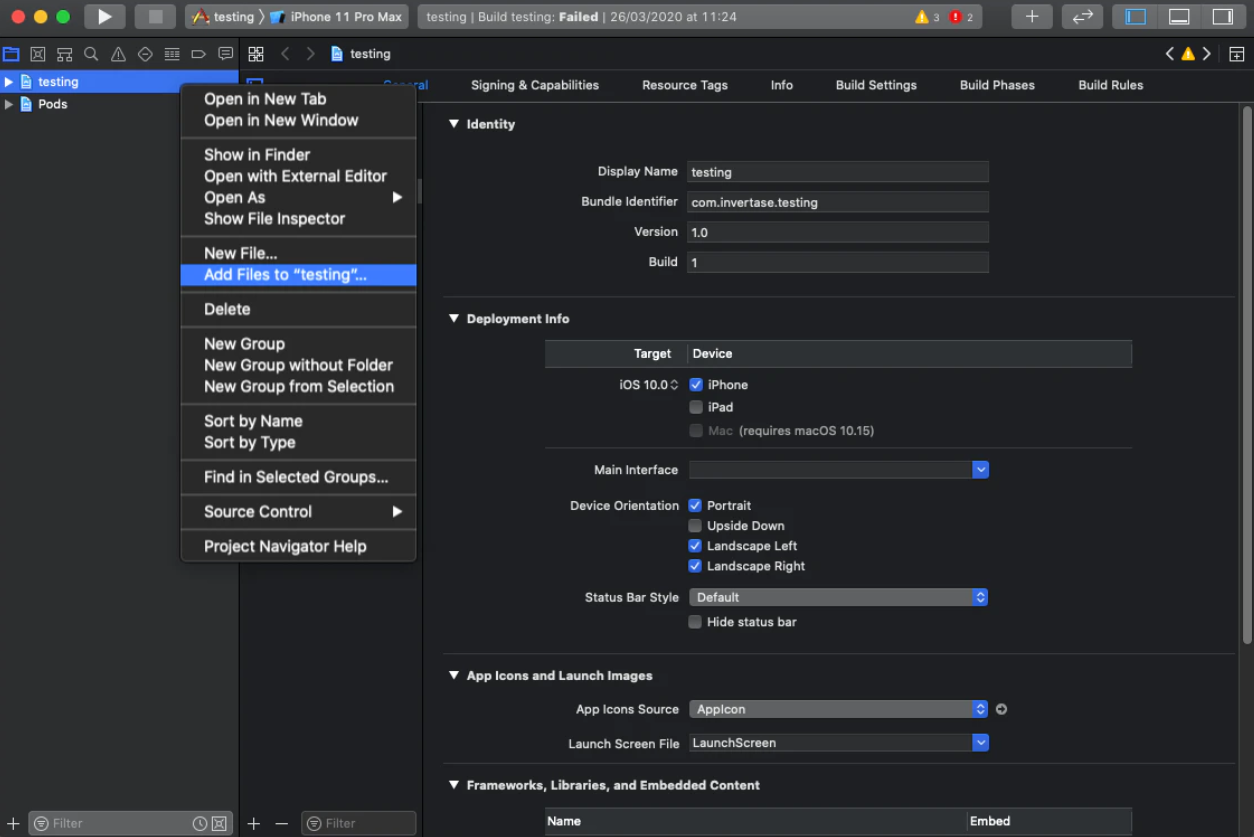 testing 〉 iPhone 11 Pro Max
testing | Build testing: Failed | 26/03/2020 at 11:24
3
2
testing
testing
Pods
Open in New Tab
Open in New Window
Show in Finder
Open with External Editor
Open As
Show File Inspector
New File...
Add Files to “testing”...
Delete
New Group
New Group without Folder
New Group from Selection
Sort by Name
Sort by Type
Find in Selected Groups...
Source Control
Project Navigator Help
Filter
Filter
General Signing & Capabilities Resource Tags Info Build Settings Build Phases Build Rules
Identity
Display Name testing
Bundle Identifier com.invertase.testing
Version 1.0
Build 1
Deployment Info
Target Device
iOS 10.0 iPhone
iPad
Mac (requires macOS 10.15)
Main Interface
Device Orientation Portrait
Upside Down
Landscape Left
Landscape Right
Status Bar Style Default
Hide status bar
App Icons and Launch Images
App Icons Source AppIcon
Launch Screen File LaunchScreen
Frameworks, Libraries, and Embedded Content
Name Embed